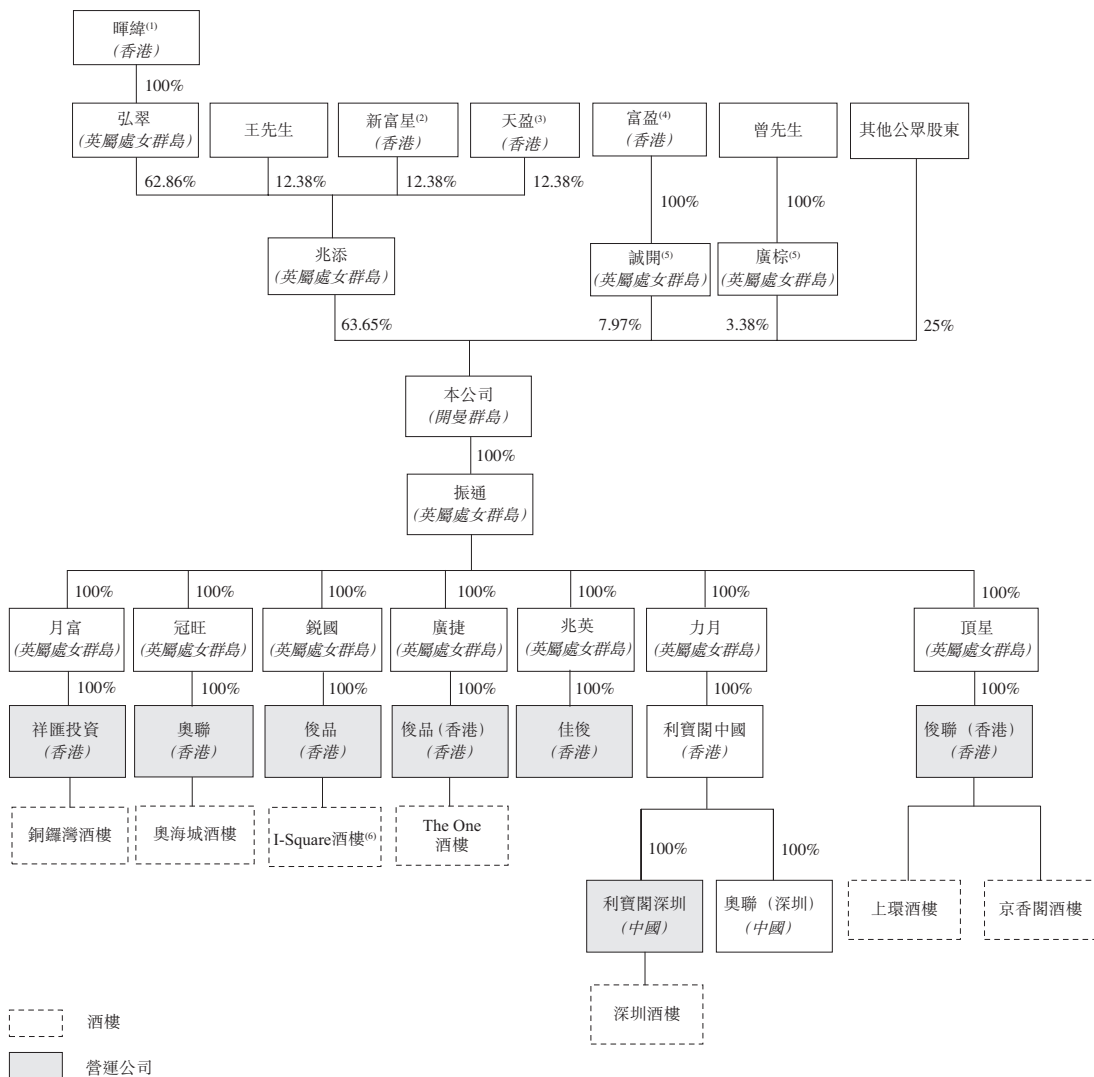 暉緯(1)
(香港)
100%
弘翠
(英屬處女群島)
王先生
新富星(2)
(香港)
天盈(3)
(香港)
富盈(4)
(香港)
曾先生
其他公眾股東
62.86%
12.38%
12.38%
12.38%
100%
100%
兆添
(英屬處女群島)
誠開(5)
(英屬處女群島)
廣棕(5)
(英屬處女群島)
63.65%
7.97%
3.38%
25%
本公司
(開曼群島)
100%
振通
(英屬處女群島)
100%
100%
100%
100%
100%
100%
100%
月富
(英屬處女群島)
冠旺
(英屬處女群島)
鋭國
(英屬處女群島)
廣捷
(英屬處女群島)
兆英
(英屬處女群島)
力月
(英屬處女群島)
頂星
(英屬處女群島)
100%
100%
100%
100%
100%
100%
100%
祥匯投資
(香港)
奧聯
(香港)
俊品
(香港)
俊品(香港)
(香港)
佳俊
(香港)
利寶閣中國
(香港)
俊聯(香港)
(香港)
銅鑼灣酒樓
奧海城酒樓
I-Square酒樓(6)
The One
酒樓
100%
100%
利寶閣深圳
(中國)
奧聯(深圳)
(中國)
上環酒樓
京香閣酒樓
深圳酒樓
酒樓
營運公司